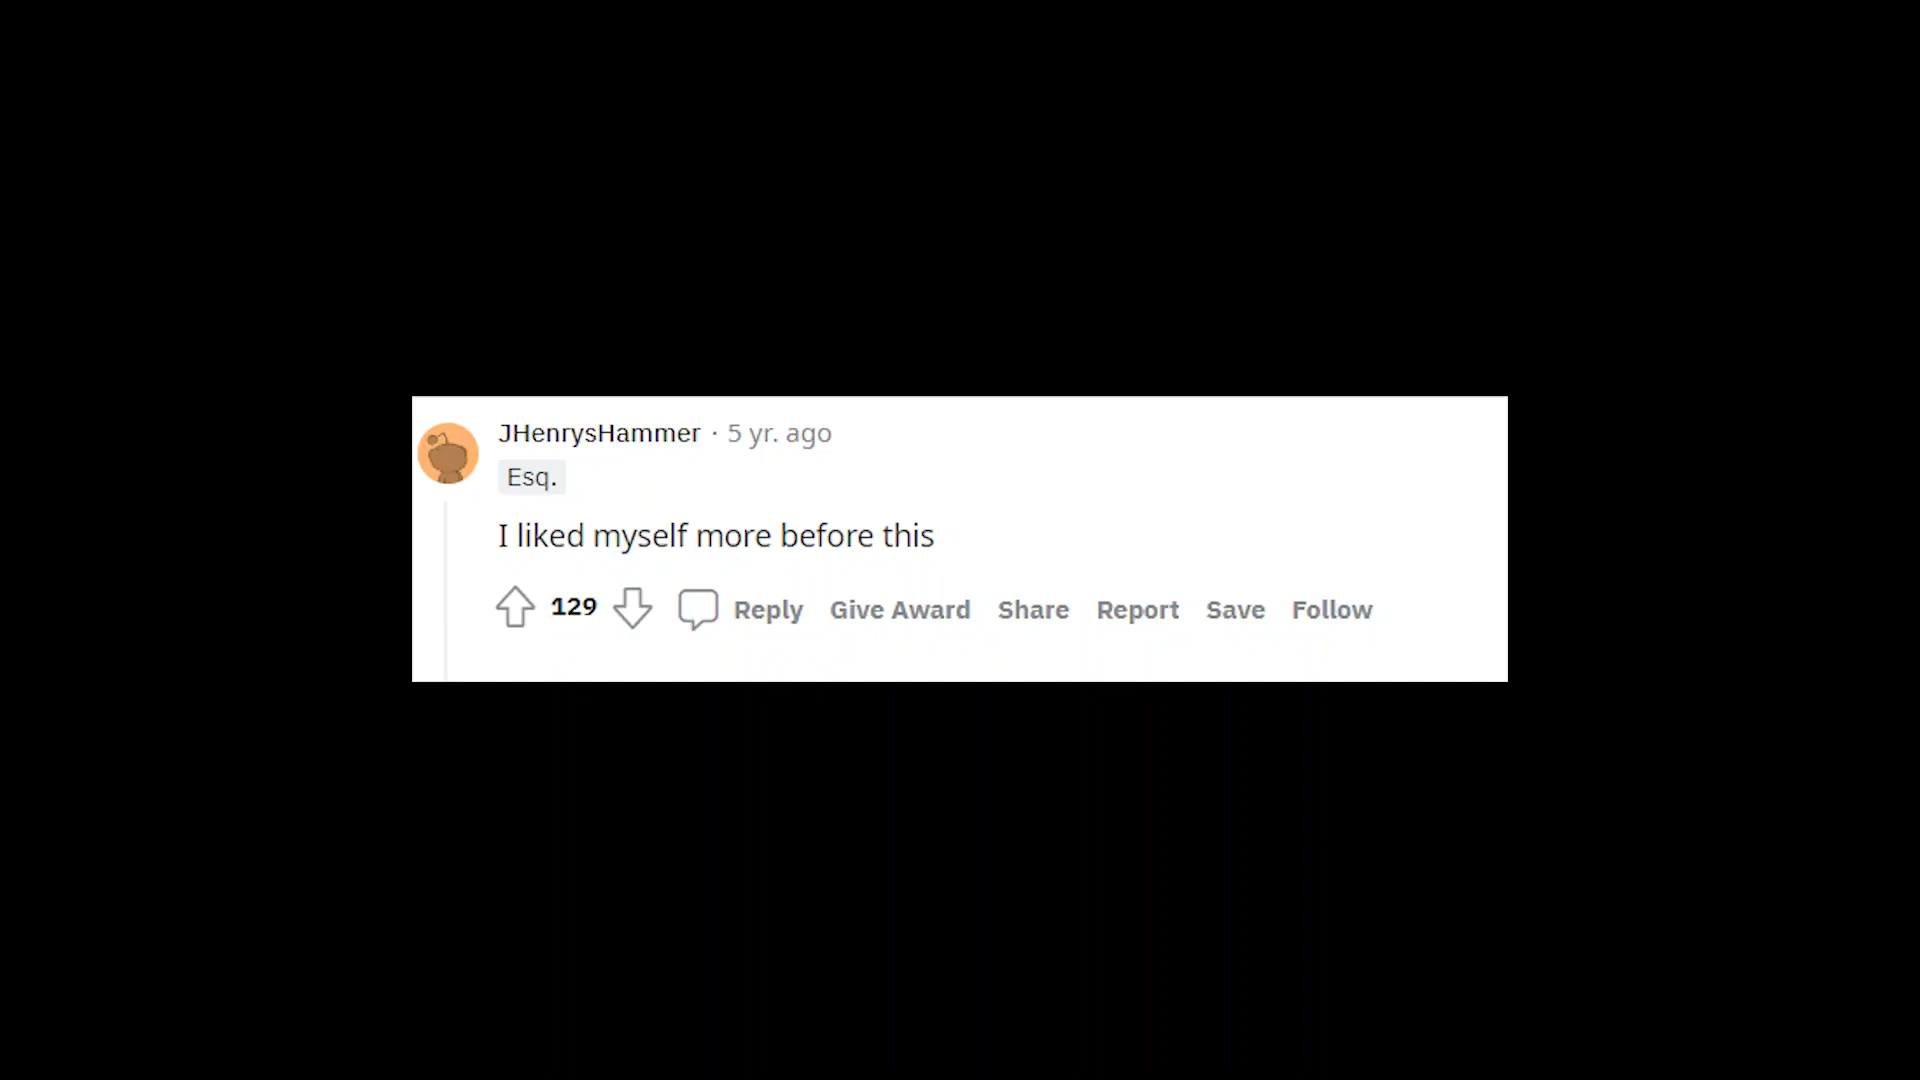 JHenrysHammer · 5 yr. ago
Esq.
I liked myself more before this
129 Reply Give Award Share Report Save Follow